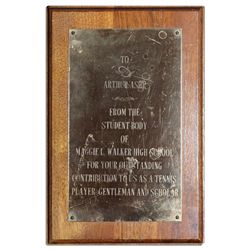 TO
ARTHUR ASHE
FROM THE
STUDENT BODY
OF
MAGGIE L. WALKER HIGH SCHOOL
FOR YOUR OUTSTANDING
CONTRIBUTION TO US AS A TENNIS
PLAYER, GENTLEMAN AND SCHOLAR